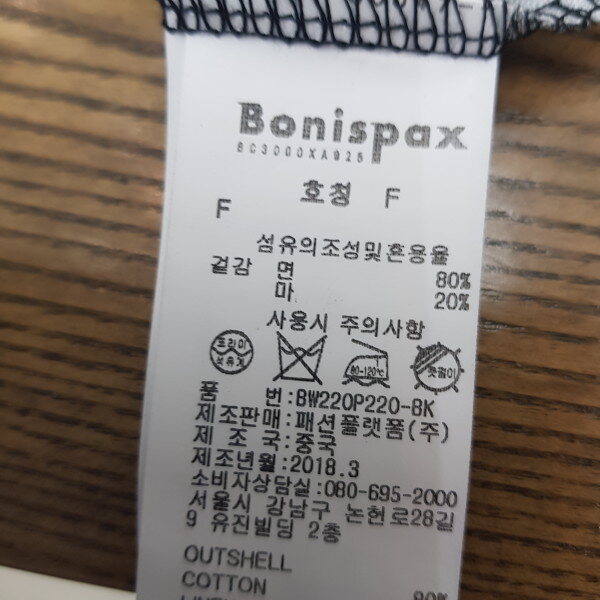 Bonispax
BC3000XA925
호칭 F
F
섬유의조성및혼용율
겉감 면 80%
마 20%
사용시 주의사항
드라이
석유계
80-120℃
옷걸이
품 번:BW220P220-BK
제조판매:패션플랫폼(주)
제 조 국:중국
제조년월:2018.3
소비자상담실:080-695-2000
서울시 강남구 논현로28길
9 유진빌딩 2층
OUTSHELL
COTTON 80%